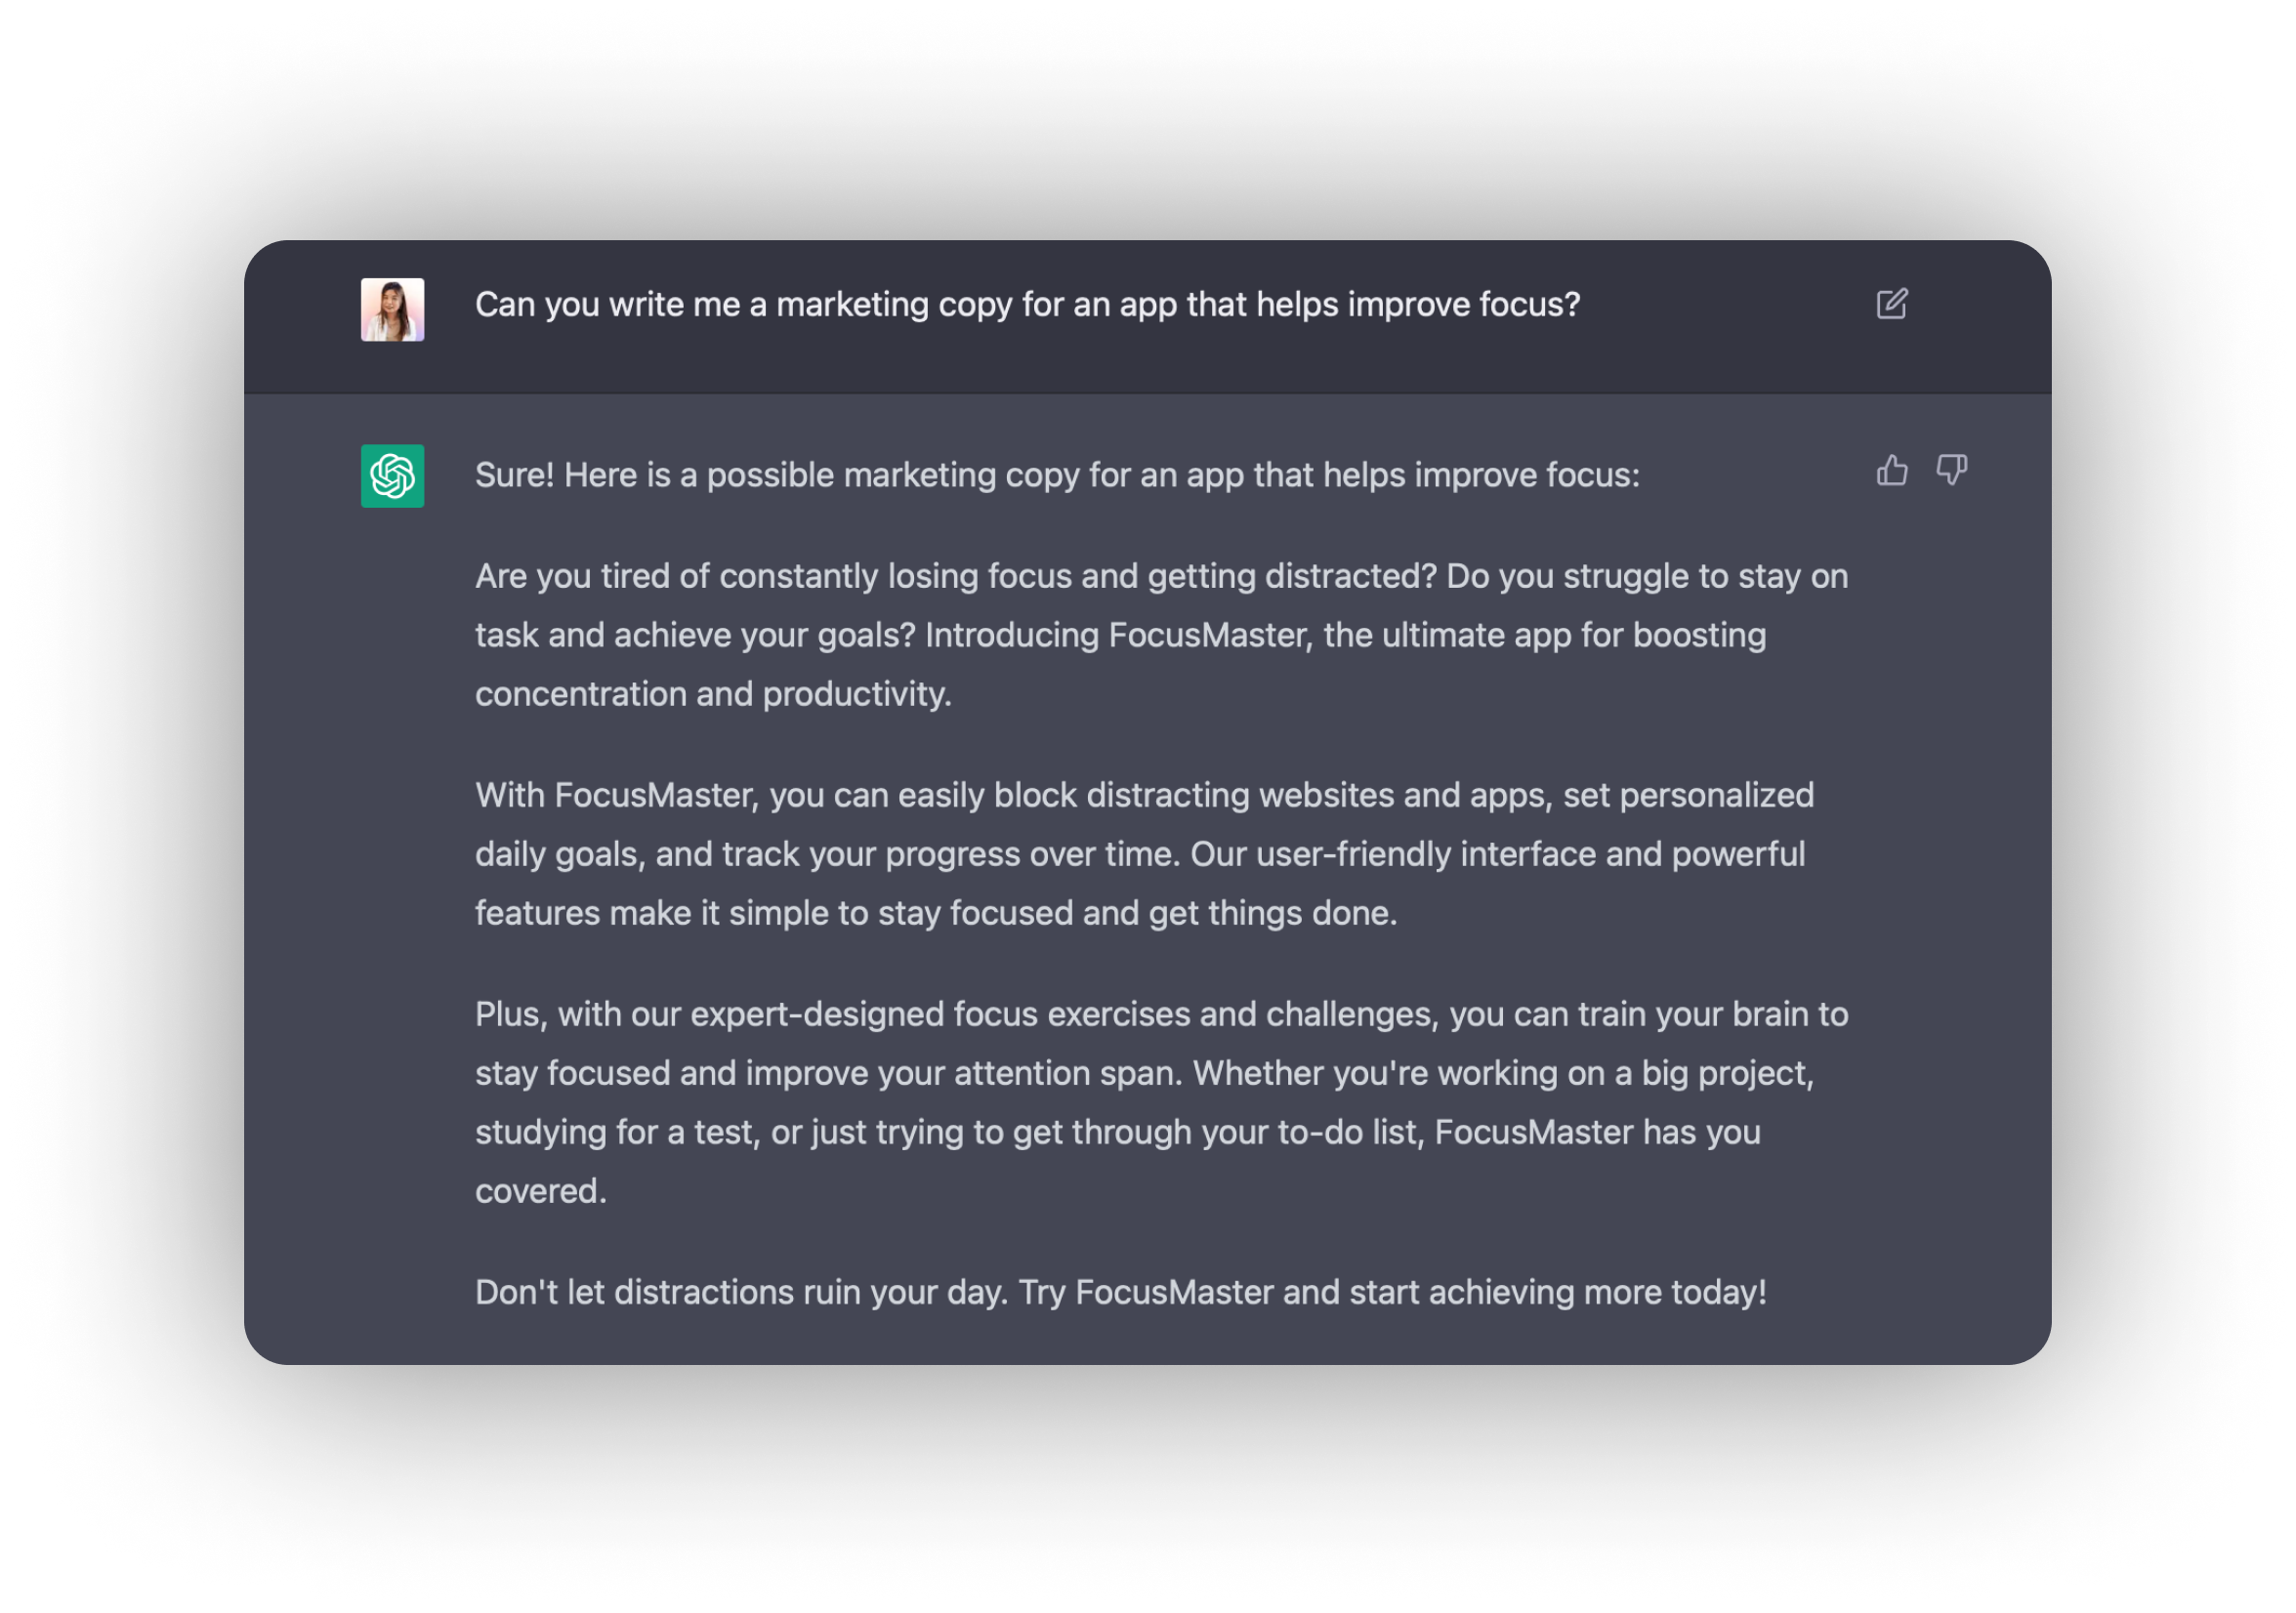 Can you write me a marketing copy for an app that helps improve focus?
Sure! Here is a possible marketing copy for an app that helps improve focus:
Are you tired of constantly losing focus and getting distracted? Do you struggle to stay on
task and achieve your goals? Introducing FocusMaster, the ultimate app for boosting
concentration and productivity.
With FocusMaster, you can easily block distracting websites and apps, set personalized
daily goals, and track your progress over time. Our user-friendly interface and powerful
features make it simple to stay focused and get things done.
Plus, with our expert-designed focus exercises and challenges, you can train your brain to
stay focused and improve your attention span. Whether you're working on a big project,
studying for a test, or just trying to get through your to-do list, FocusMaster has you
covered.
Don't let distractions ruin your day. Try FocusMaster and start achieving more today!